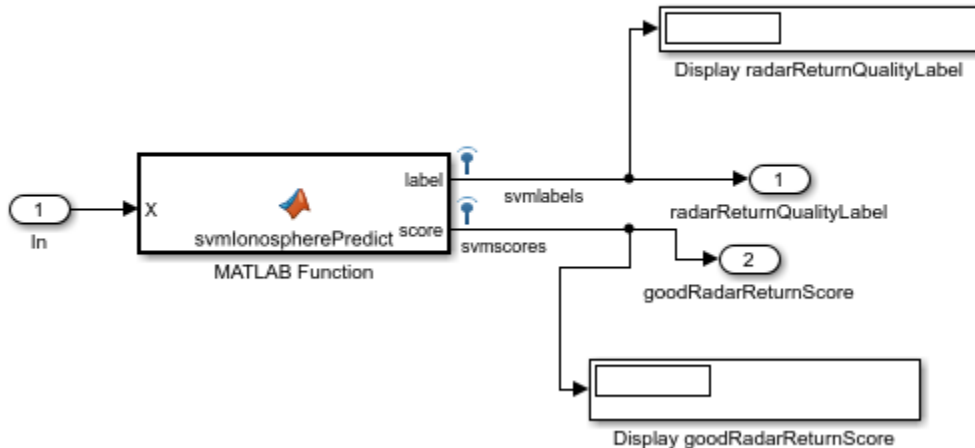 Display radarReturnQualityLabel
label
1
svmlabels
1
X
radarReturnQualityLabel
In
svmIonospherePredict
score
svmscores
2
MATLAB Function
goodRadarReturnScore
Display goodRadarReturnScore